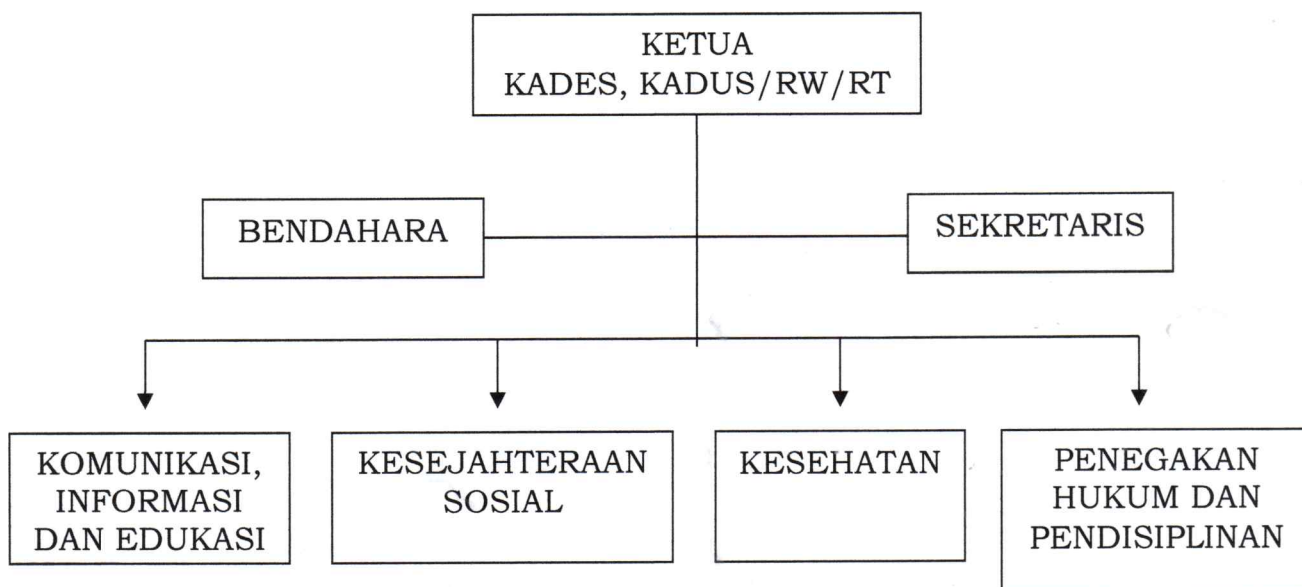 KETUA
KADES, KADUS/RW/RT
BENDAHARA
SEKRETARIS
KOMUNIKASI,
INFORMASI
DAN EDUKASI
KESEJAHTERAAN
SOSIAL
KESEHATAN
PENEGAKAN
HUKUM DAN
PENDISIPLINAN